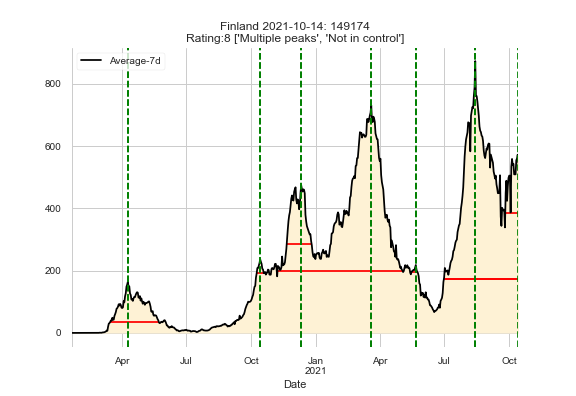 Finland 2021-10-14: 149174
Rating:8 ['Multiple peaks', 'Not in control']
Average-7d
800
600
400
200
0
Apr Jul Oct Jan Apr Jul Oct
2021
Date